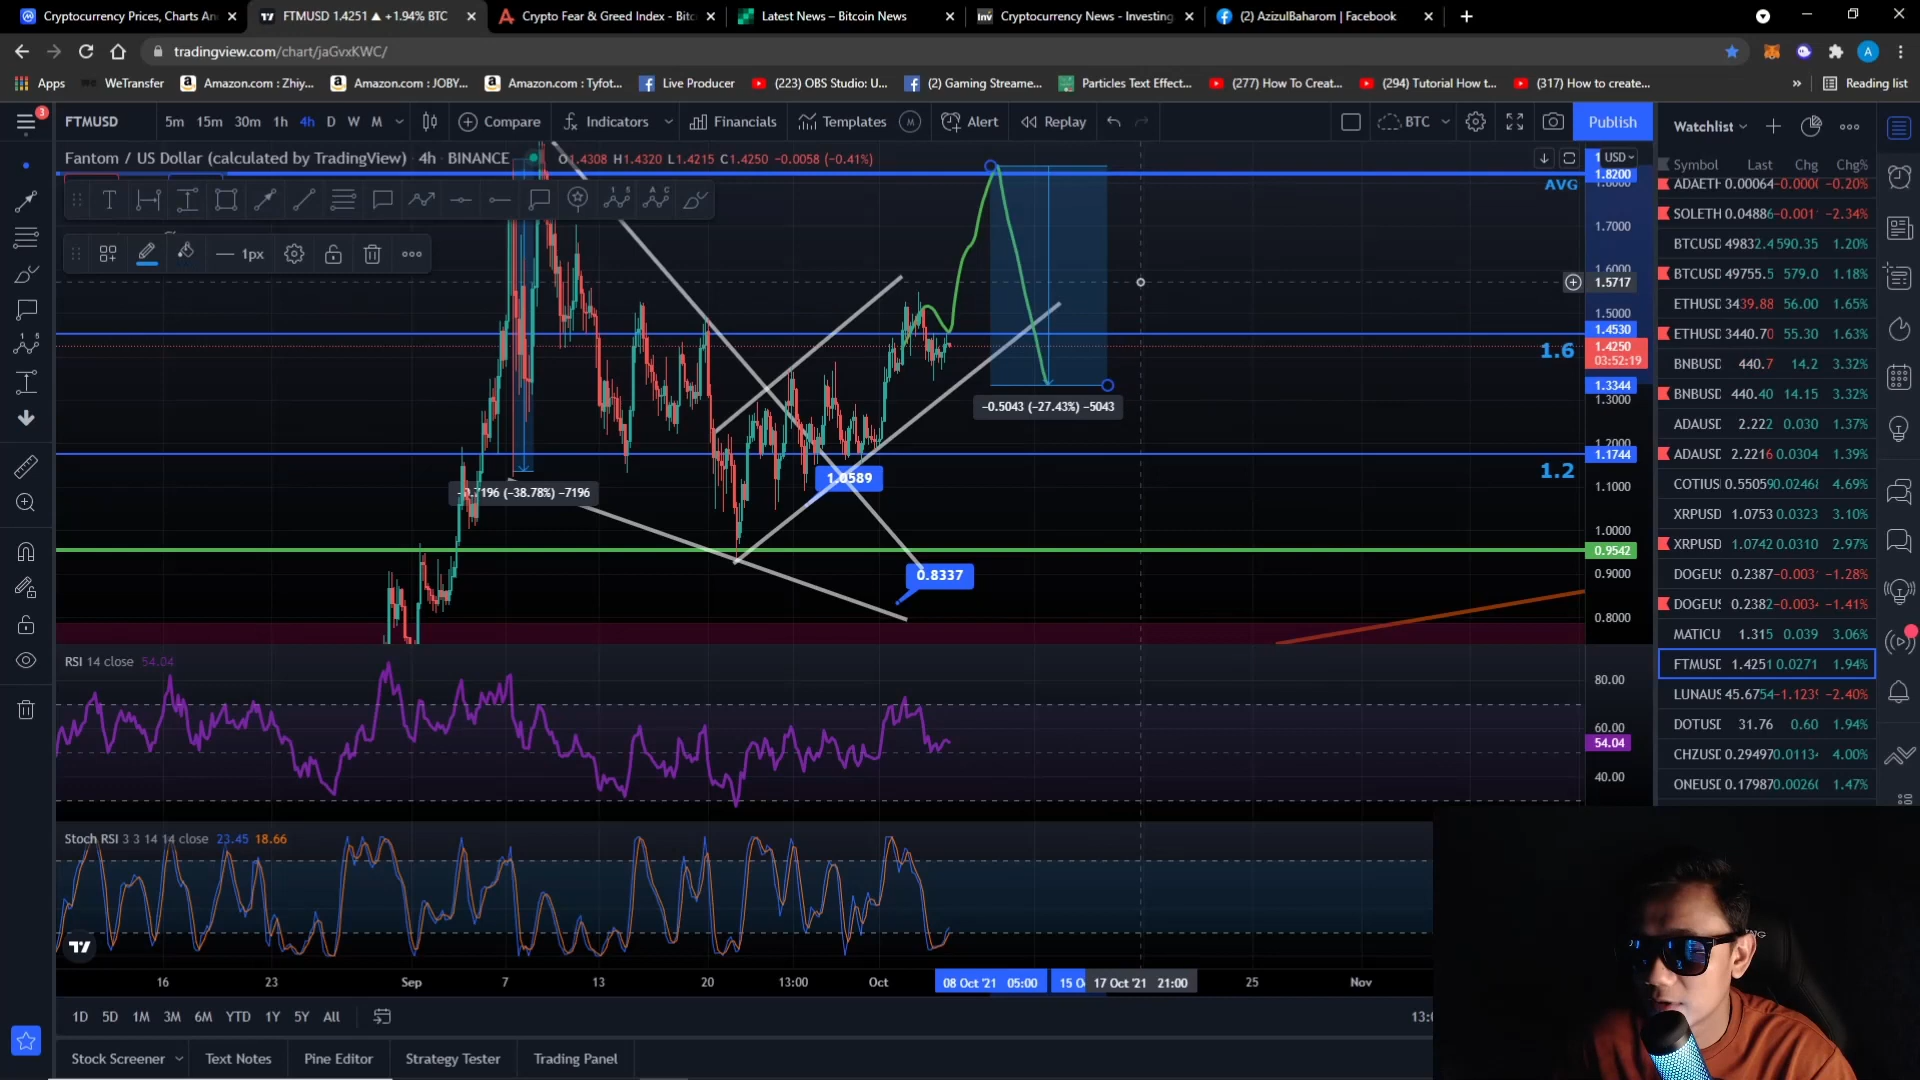 Cryptocurrency Prices, Charts An
FTMUSD 1.4251 ▲ +1.94% BTC
Crypto Fear & Greed Index - Bitc
Latest News – Bitcoin News
Cryptocurrency News - Investing
(2) AzizulBaharom | Facebook
tradingview.com/chart/jaGvxKWC/
Apps
WeTransfer
Amazon.com : Zhiy...
Amazon.com : JOBY...
Amazon.com : Tyfot...
Live Producer
(223) OBS Studio: U...
(2) Gaming Streame...
Particles Text Effect...
(277) How To Creat...
(294) Tutorial How t...
(317) How to create...
Reading list
3
FTMUSD
5m 15m 30m 1h 4h D W M
Compare
Indicators
Financials
Templates
Alert
Replay
BTC
Publish
Watchlist
Fantom / US Dollar (calculated by TradingView) 4h BINANCE
O1.4308 H1.4320 L1.4215 C1.4250 -0.0058 (-0.41%)
USD
Symbol Last Chg Chg%
1px
AVG
1.8200
1.7000
1.6000
1.5717
1.5000
1.4530
1.4250
03:52:19
1.3344
1.3000
1.2000
1.1744
1.1000
1.0000
0.9542
0.9000
0.8000
1.6
1.2
−0.5043 (−27.43%) −5043
1.0589
-0.7196 (−38.78%) −7196
0.8337
ADAETH 0.00064 -0.0000 −0.20%
SOLETH 0.04886 -0.001 −2.34%
BTCUSD 49832.4 590.35 1.20%
BTCUSD 49755.5 579.0 1.18%
ETHUSD 3439.88 56.00 1.65%
ETHUSD 3440.70 55.30 1.63%
BNBUSD 440.7 14.2 3.32%
BNBUSD 440.40 14.15 3.32%
ADAUSD 2.222 0.030 1.37%
ADAUSD 2.2216 0.0304 1.39%
COTIUS 0.55059 0.0246 4.69%
XRPUSD 1.0753 0.0323 3.10%
XRPUSD 1.0742 0.0310 2.97%
DOGEUS 0.2387 -0.003 −1.28%
DOGEUS 0.2382 -0.003 −1.41%
MATICU 1.315 0.039 3.06%
FTMUSD 1.4251 0.0271 1.94%
LUNAUS 45.6754 -1.123 −2.40%
DOTUSD 31.76 0.60 1.94%
CHZUSD 0.29497 0.0113 4.00%
ONEUSD 0.17987 0.0026 1.47%
RSI 14 close 54.04
80.00
60.00
54.04
40.00
Stoch RSI 3 3 14 14 close 23.45 18.66
16 23 Sep 7 13 20 13:00 Oct 08 Oct '21 05:00 15 O 17 Oct '21 21:00 25 Nov
1D 5D 1M 3M 6M YTD 1Y 5Y All
Stock Screener
Text Notes
Pine Editor
Strategy Tester
Trading Panel